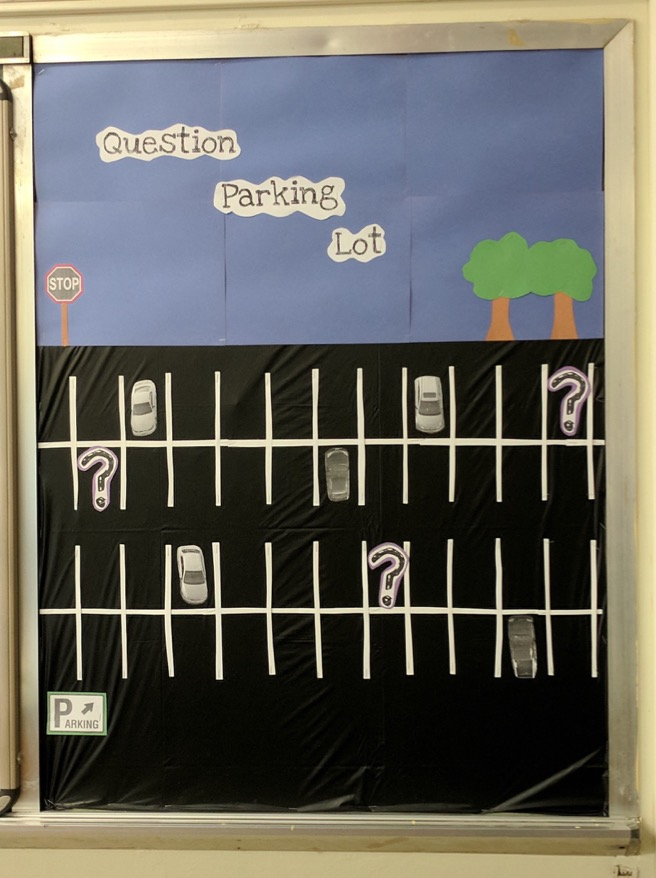 Question
Parking
Lot
STOP
?
?
?
PARKING